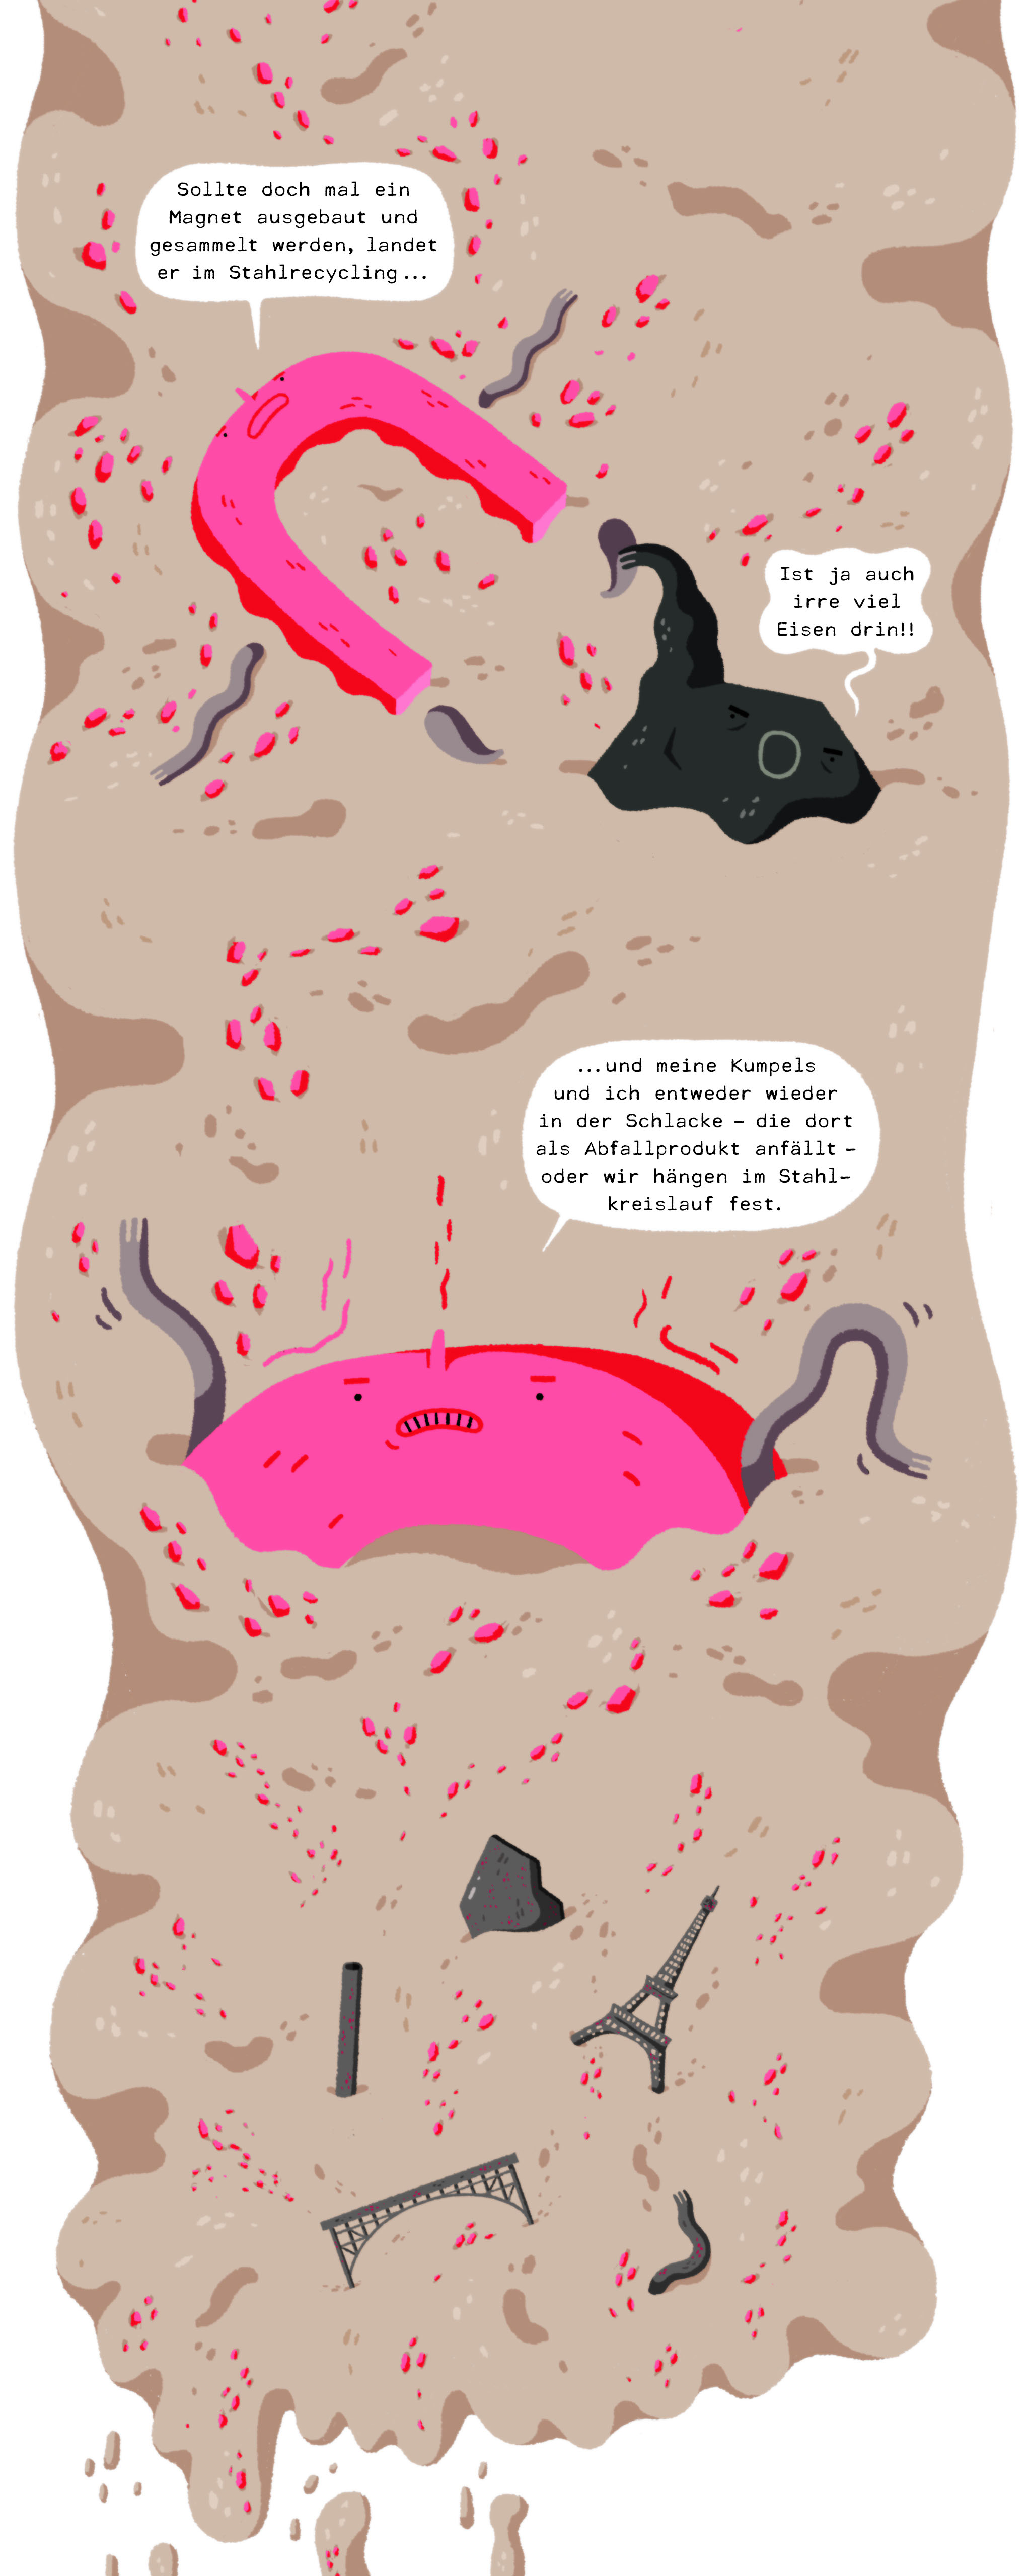 Sollte doch mal ein
Magnet ausgebaut und
gesammelt werden, landet
er im Stahlrecycling...
Ist ja auch
irre viel
Eisen drin!!
...und meine Kumpels
und ich entweder wieder
in der Schlacke – die dort
als Abfallprodukt anfällt –
oder wir hängen im Stahl-
kreislauf fest.